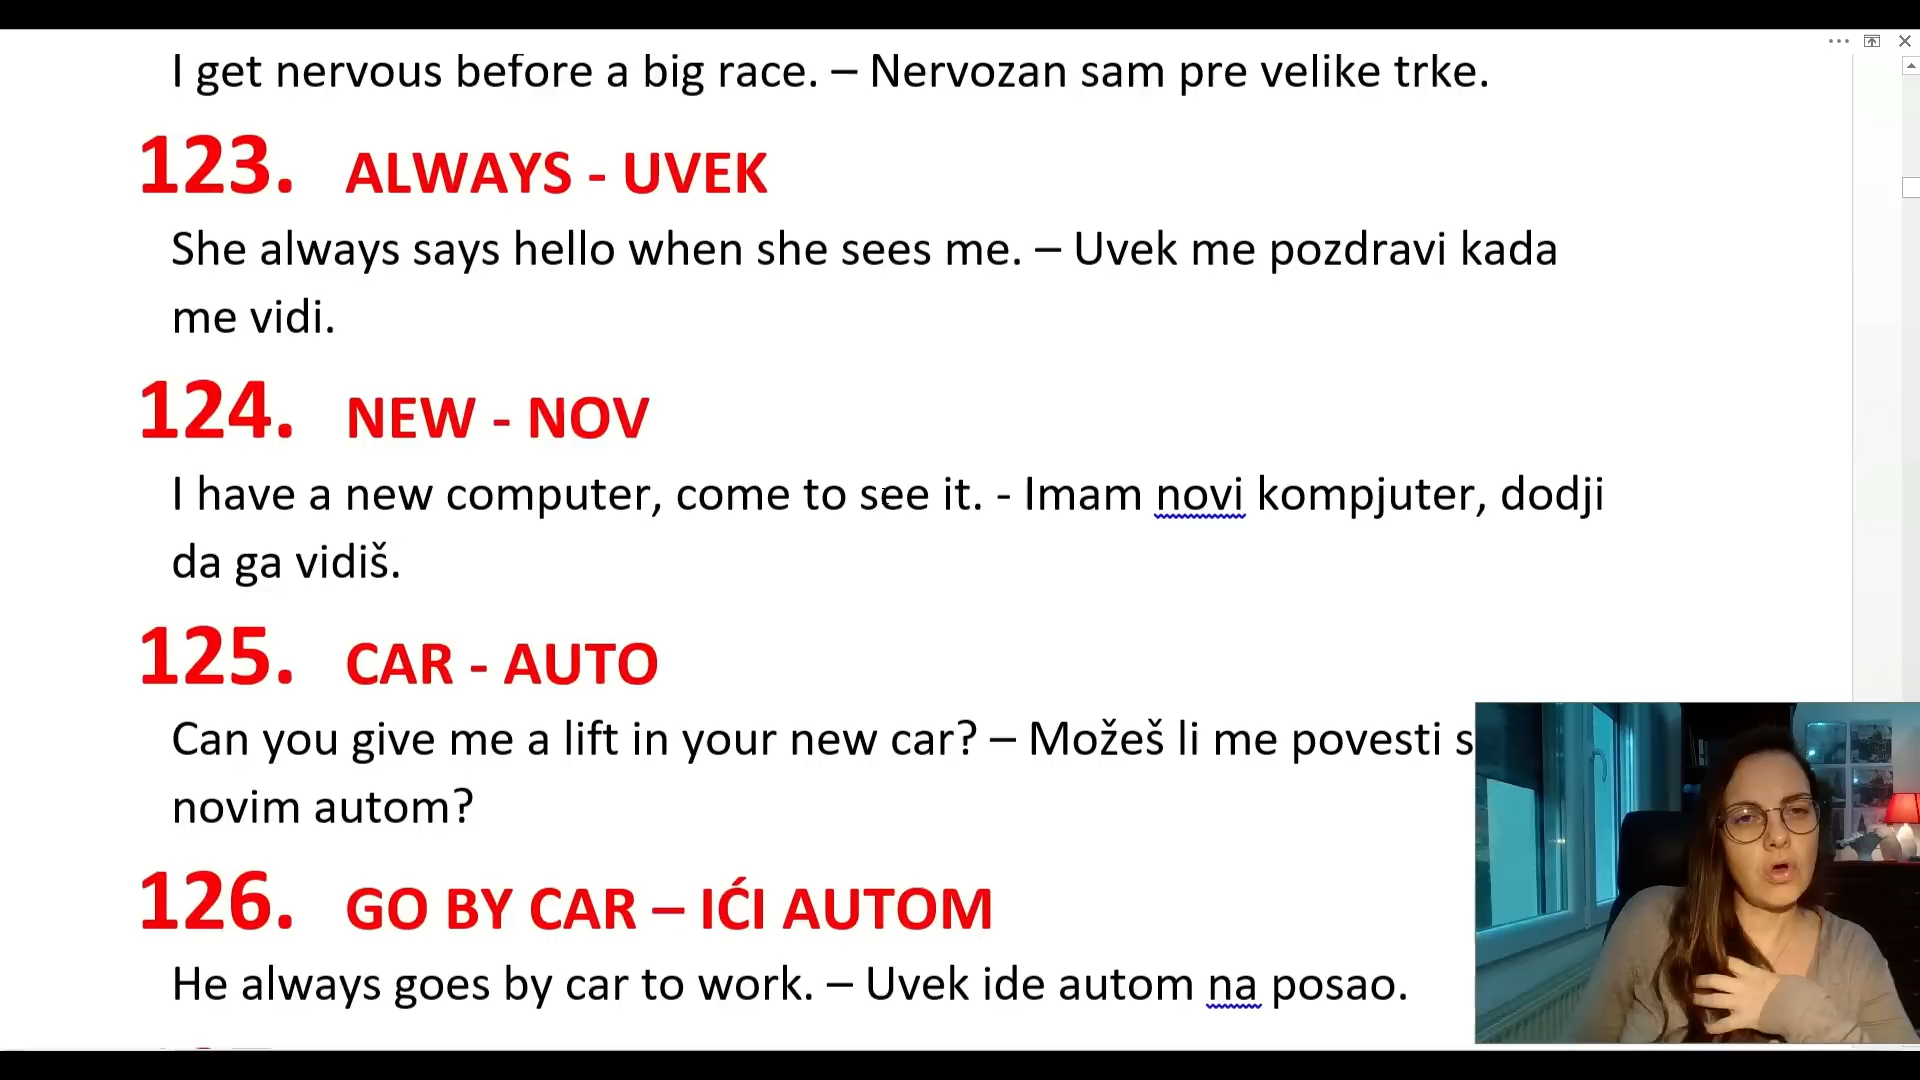 I get nervous before a big race. – Nervozan sam pre velike trke.
123. ALWAYS - UVEK
She always says hello when she sees me. – Uvek me pozdravi kada
me vidi.
124. NEW - NOV
I have a new computer, come to see it. - Imam novi kompjuter, dodji
da ga vidiš.
125. CAR - AUTO
Can you give me a lift in your new car? – Možeš li me povesti s
novim autom?
126. GO BY CAR – IĆI AUTOM
He always goes by car to work. – Uvek ide autom na posao.